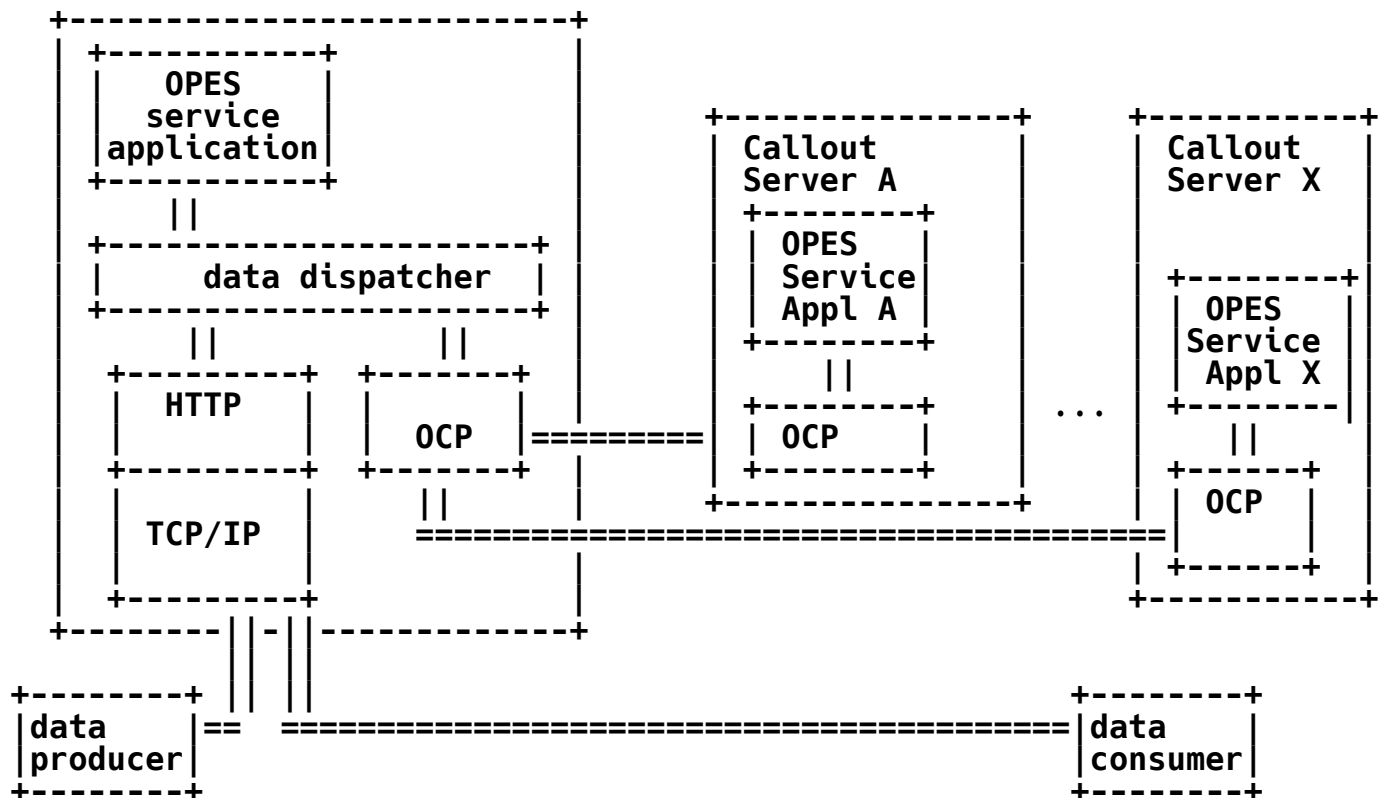 OPES
service
application
data dispatcher
HTTP
OCP
TCP/IP
Callout
Server A
OPES
Service
Appl A
OCP
...
Callout
Server X
OPES
Service
Appl X
OCP
data
producer
data
consumer